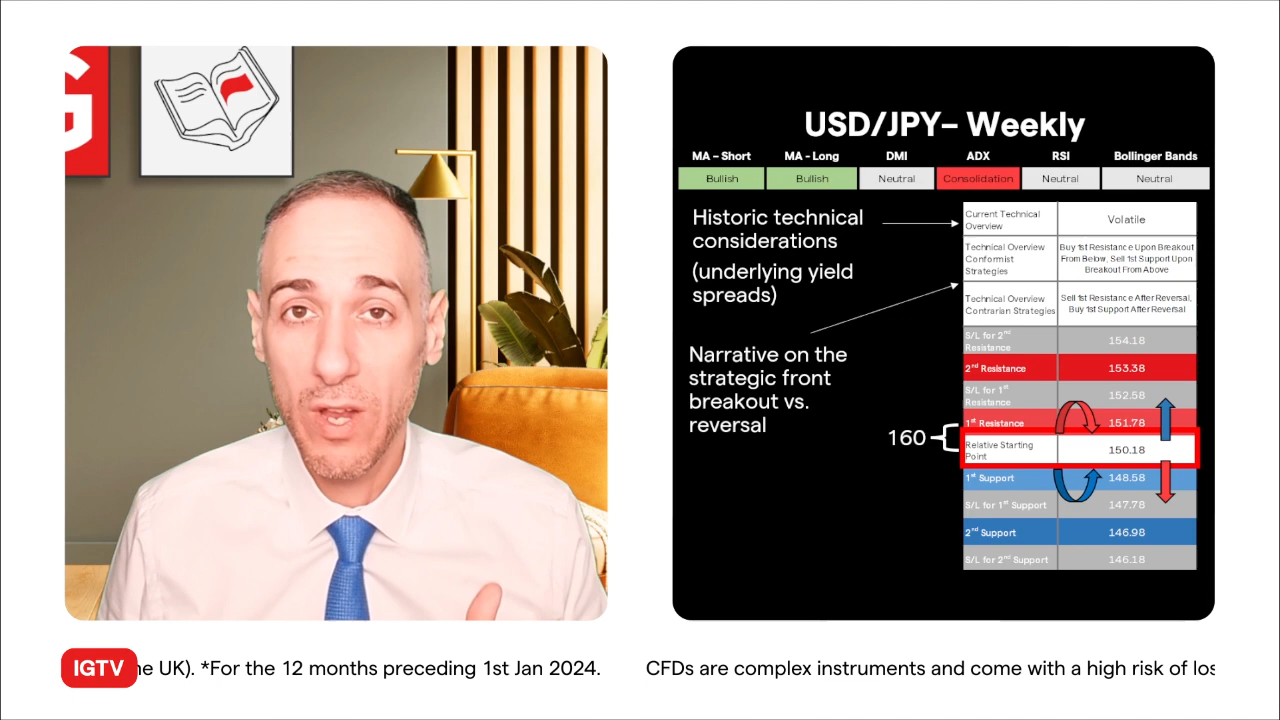 G
USD/JPY– Weekly
MA – Short MA - Long DMI ADX RSI Bollinger Bands
Bullish Bullish Neutral Consolidation Neutral Neutral
Historic technical
considerations
(underlying yield
spreads)
Narrative on the
strategic front
breakout vs.
reversal
160
Current Technical
Overview
Volatile
Technical Overview
Conformist
Strategies
Buy 1st Resistance Upon Breakout
From Below, Sell 1st Support Upon
Breakout From Above
Technical Overview
Contrarian Strategies
Sell 1st Resistance After Reversal,
Buy 1st Support After Reversal
S/L for 2nd
Resistance
154.18
2nd Resistance 153.38
S/L for 1st
Resistance
152.58
1st Resistance 151.78
Relative Starting
Point
150.18
1st Support 148.58
S/L for 1st Support 147.78
2nd Support 146.98
S/L for 2nd Support 146.18
IGTV
he UK). *For the 12 months preceding 1st Jan 2024. CFDs are complex instruments and come with a high risk of los